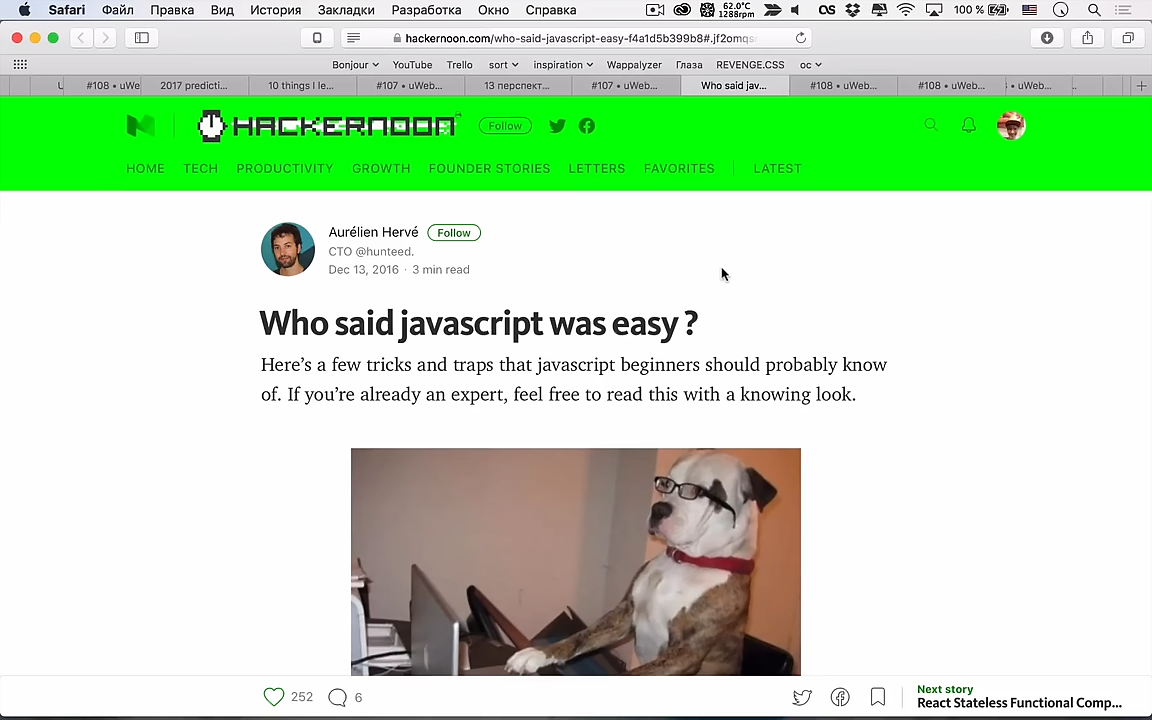 Safari Файл Правка Вид История Закладки Разработка Окно Справка 62.0°C 1288rpm 100 %
hackernoon.com/who-said-javascript-easy-f4a1d5b399b8#.jf2omqs
Bonjour YouTube Trello sort inspiration Wappalyzer Глаза REVENGE.CSS ос
#108 • uWe 2017 predicti... 10 things I le... #107 • uWeb... 13 перспект... #107 • uWeb... Who said jav... #108 • uWeb... #108 • uWeb... • uWeb...
HACKERNOON Follow
HOME TECH PRODUCTIVITY GROWTH FOUNDER STORIES LETTERS FAVORITES LATEST
Aurélien Hervé Follow
CTO @hunteed.
Dec 13, 2016 · 3 min read
Who said javascript was easy ?
Here’s a few tricks and traps that javascript beginners should probably know
of. If you’re already an expert, feel free to read this with a knowing look.
252 6
Next story
React Stateless Functional Comp...